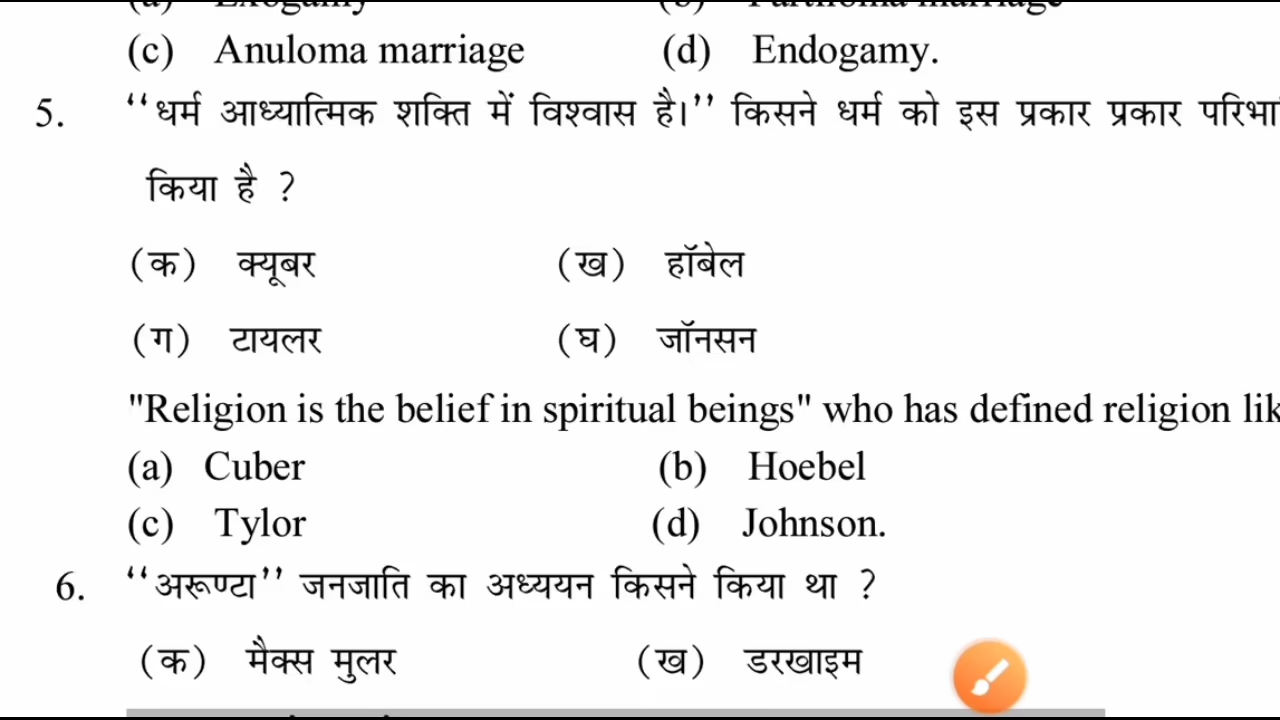 (c) Anuloma marriage (d) Endogamy.
5. ‘‘धर्म आध्यात्मिक शक्ति में विश्वास है।’’ किसने धर्म को इस प्रकार प्रकार परिभा
किया है ?
(क) क्यूबर (ख) हॉबेल
(ग) टायलर (घ) जॉनसन
"Religion is the belief in spiritual beings" who has defined religion lik
(a) Cuber (b) Hoebel
(c) Tylor (d) Johnson.
6. ‘‘अरूण्टा’’ जनजाति का अध्ययन किसने किया था ?
(क) मैक्स मुलर (ख) डरखाइम